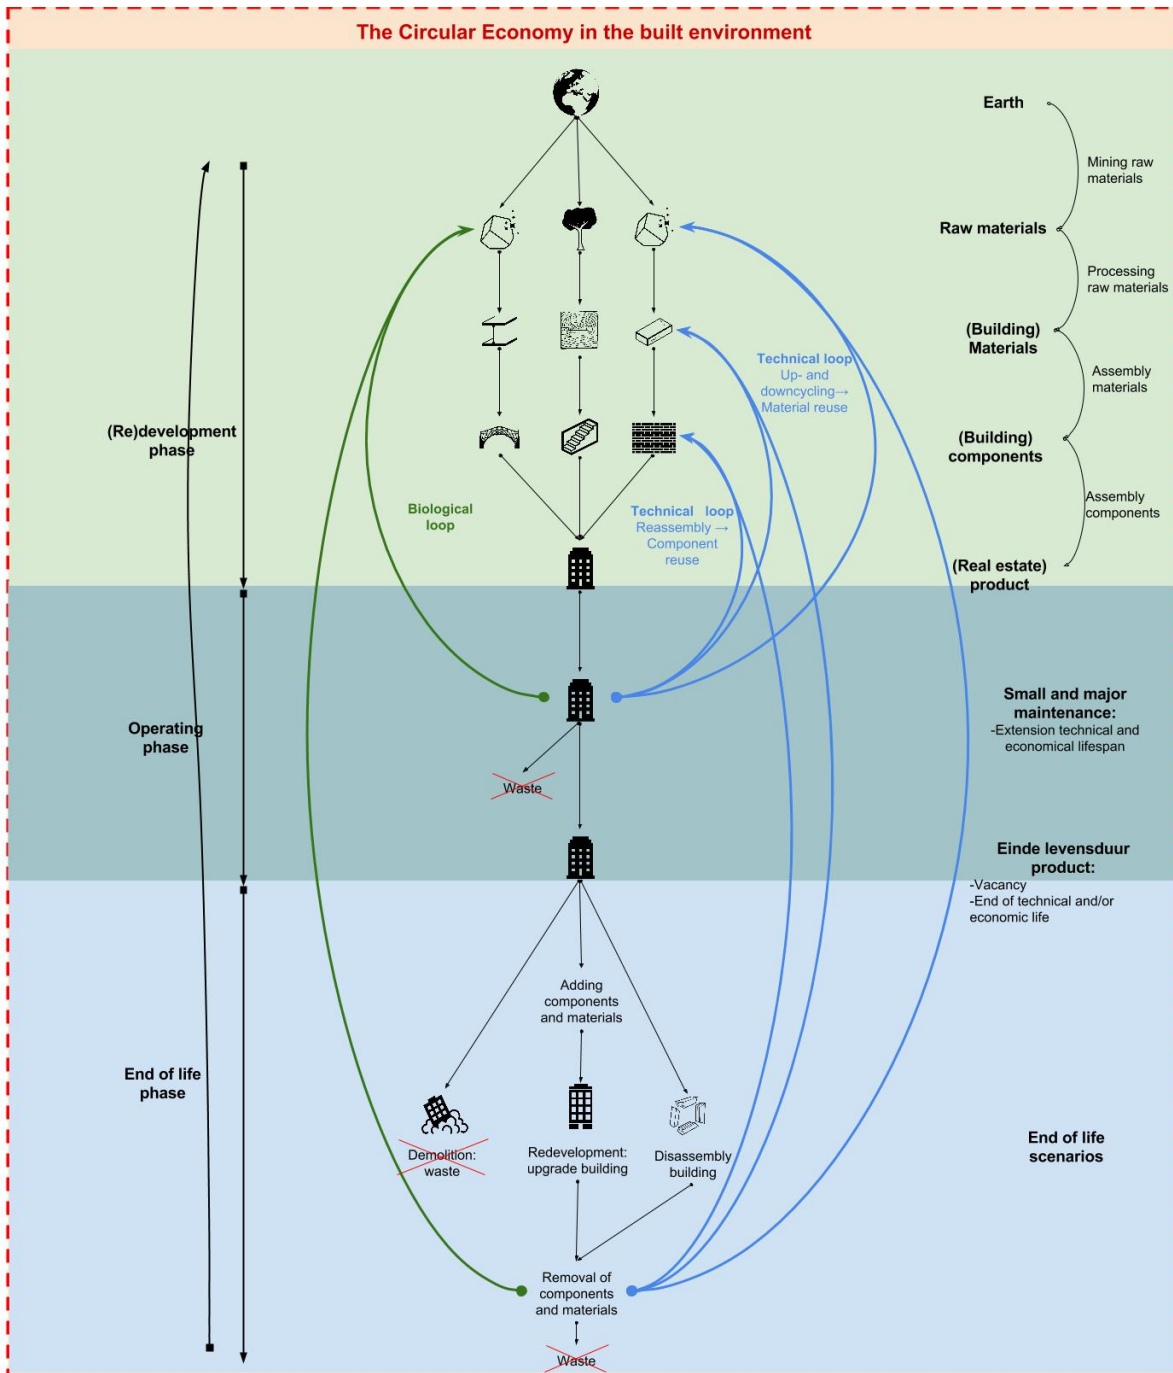 The Circular Economy in the built environment
Earth
Mining raw
materials
Raw materials
Processing
raw materials
(Building)
Materials
Technical loop
Up- and
downcycling→
Material reuse
Assembly
materials
(Re)development
phase
(Building)
components
Biological
loop
Technical loop
Reassembly →
Component
reuse
Assembly
components
(Real estate)
product
Operating
phase
Small and major
maintenance:
-Extension technical and
economical lifespan
Waste
Einde levensduur
product:
-Vacancy
-End of technical and/or
economic life
Adding
components
and materials
End of life
phase
Demolition:
waste
Redevelopment:
upgrade building
Disassembly
building
End of life
scenarios
Removal of
components
and materials
Waste